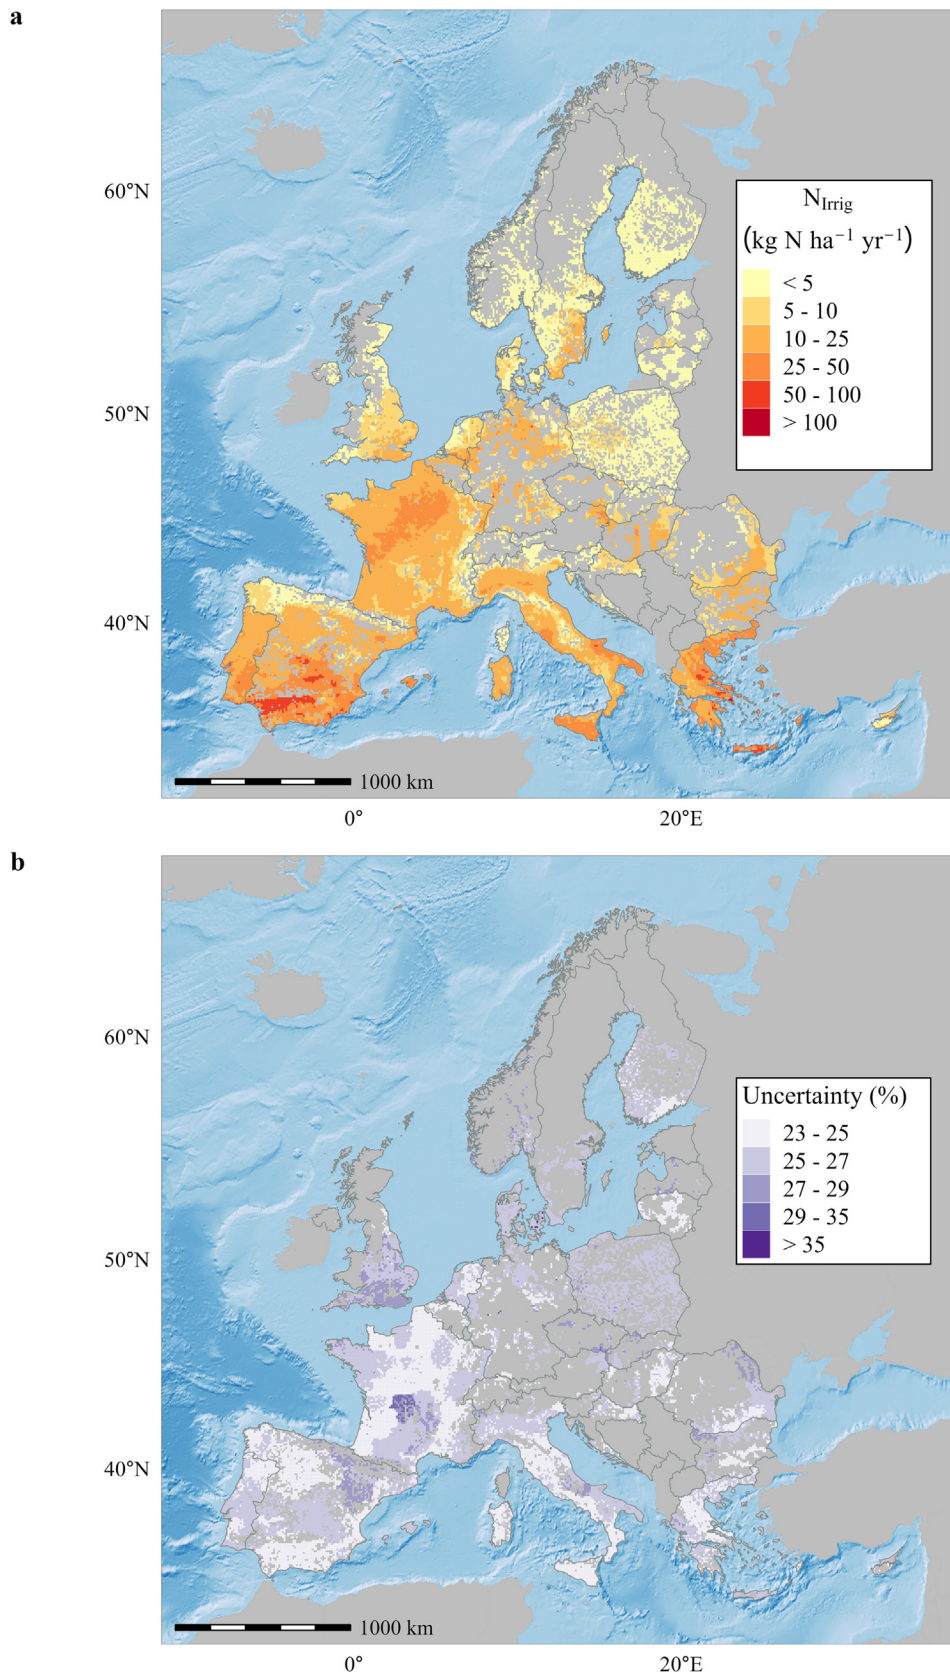 a
60°N
50°N
40°N
N_Irrig
(kg N ha⁻¹ yr⁻¹)
< 5
5 - 10
10 - 25
25 - 50
50 - 100
> 100
1000 km
0°
20°E
b
60°N
50°N
40°N
Uncertainty (%)
23 - 25
25 - 27
27 - 29
29 - 35
> 35
1000 km
0°
20°E